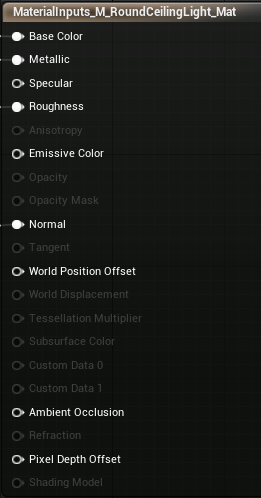 MaterialInputs_M_RoundCeilingLight_Mat
Base Color
Metallic
Specular
Roughness
Anisotropy
Emissive Color
Opacity
Opacity Mask
Normal
Tangent
World Position Offset
World Displacement
Tessellation Multiplier
Subsurface Color
Custom Data 0
Custom Data 1
Ambient Occlusion
Refraction
Pixel Depth Offset
Shading Model